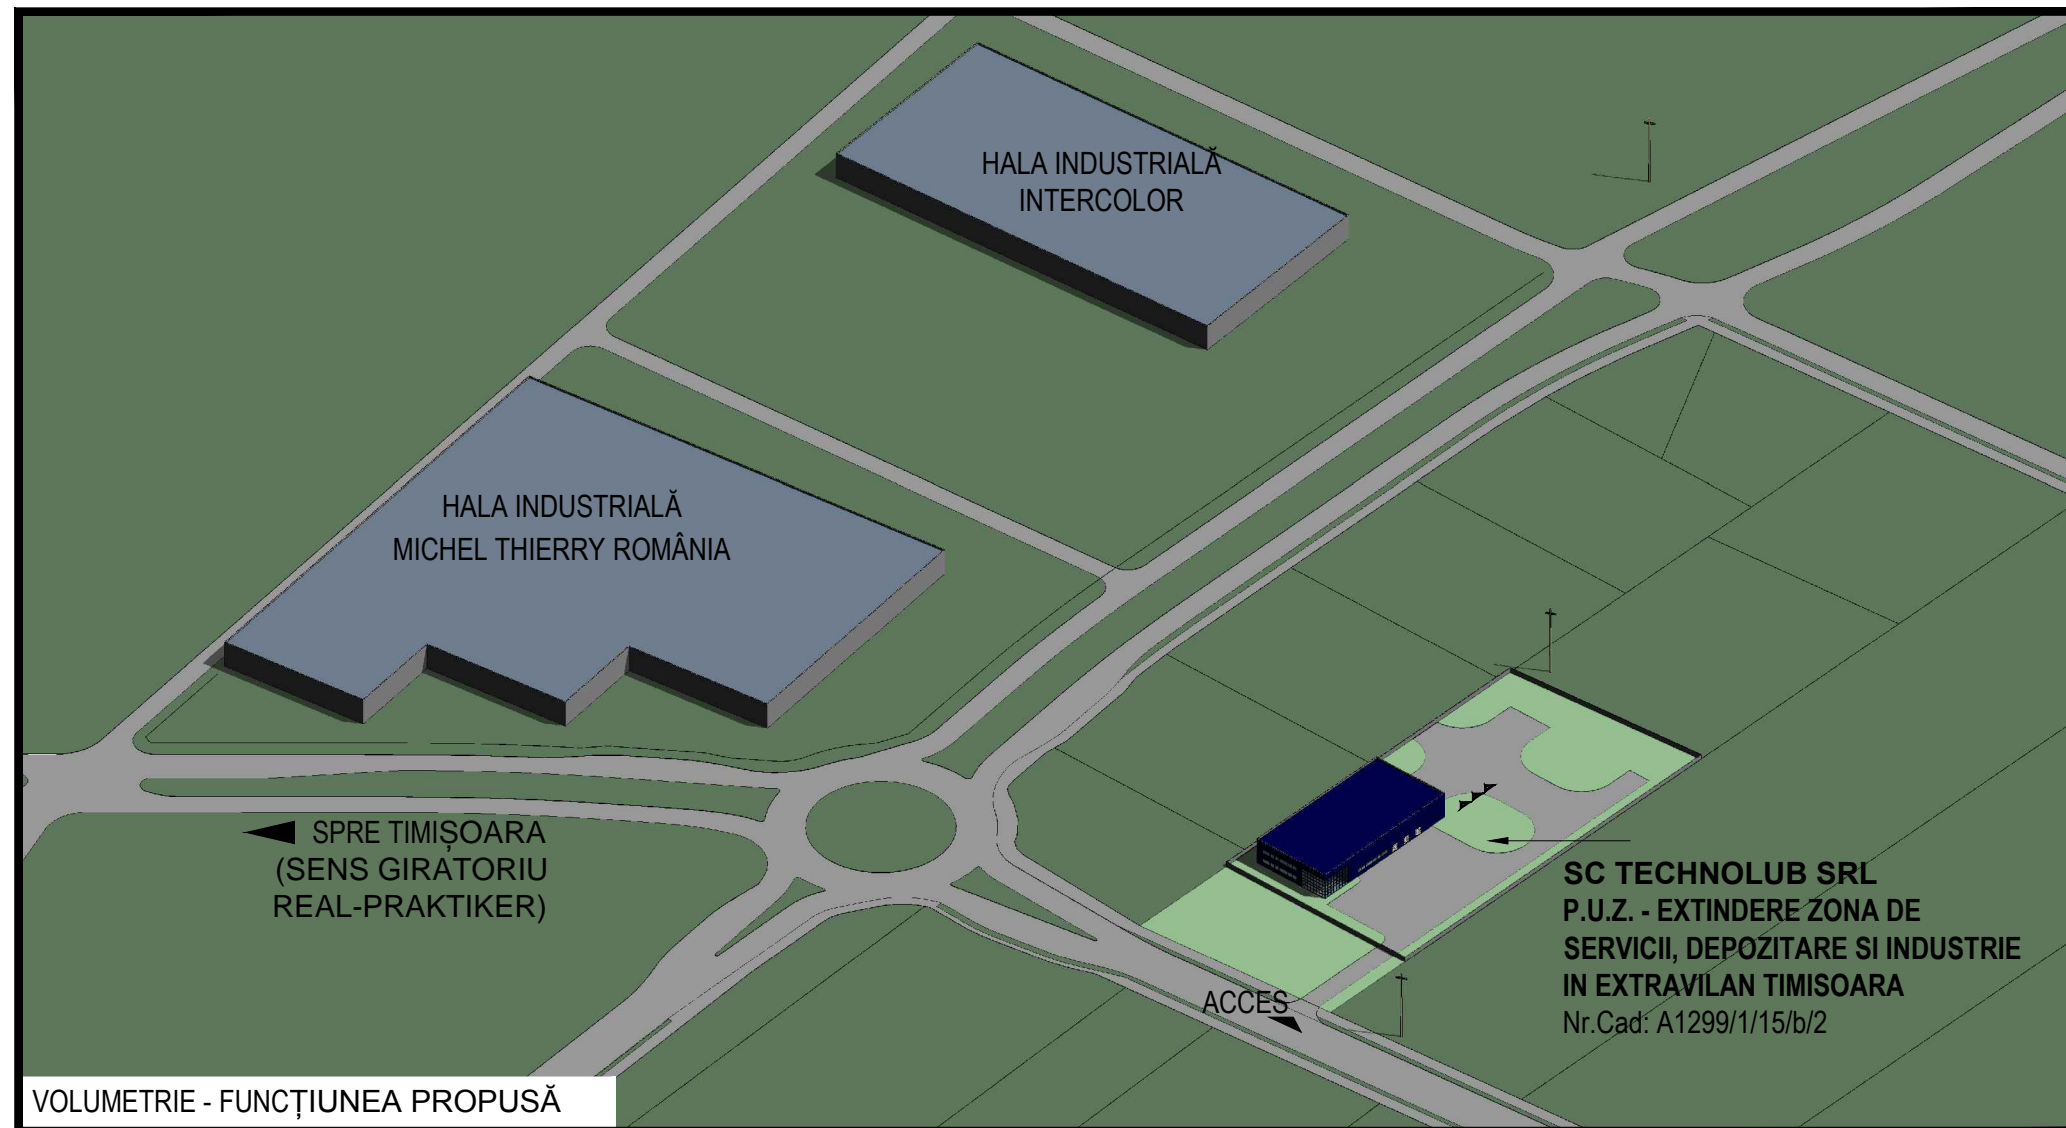 HALA INDUSTRIALĂ
INTERCOLOR
HALA INDUSTRIALĂ
MICHEL THIERRY ROMÂNIA
SPRE TIMIȘOARA
(SENS GIRATORIU
REAL-PRAKTIKER)
SC TECHNOLUB SRL
P.U.Z. - EXTINDERE ZONA DE
SERVICII, DEPOZITARE SI INDUSTRIE
IN EXTRAVILAN TIMISOARA
Nr.Cad: A1299/1/15/b/2
ACCES
VOLUMETRIE - FUNCȚIUNEA PROPUSĂ